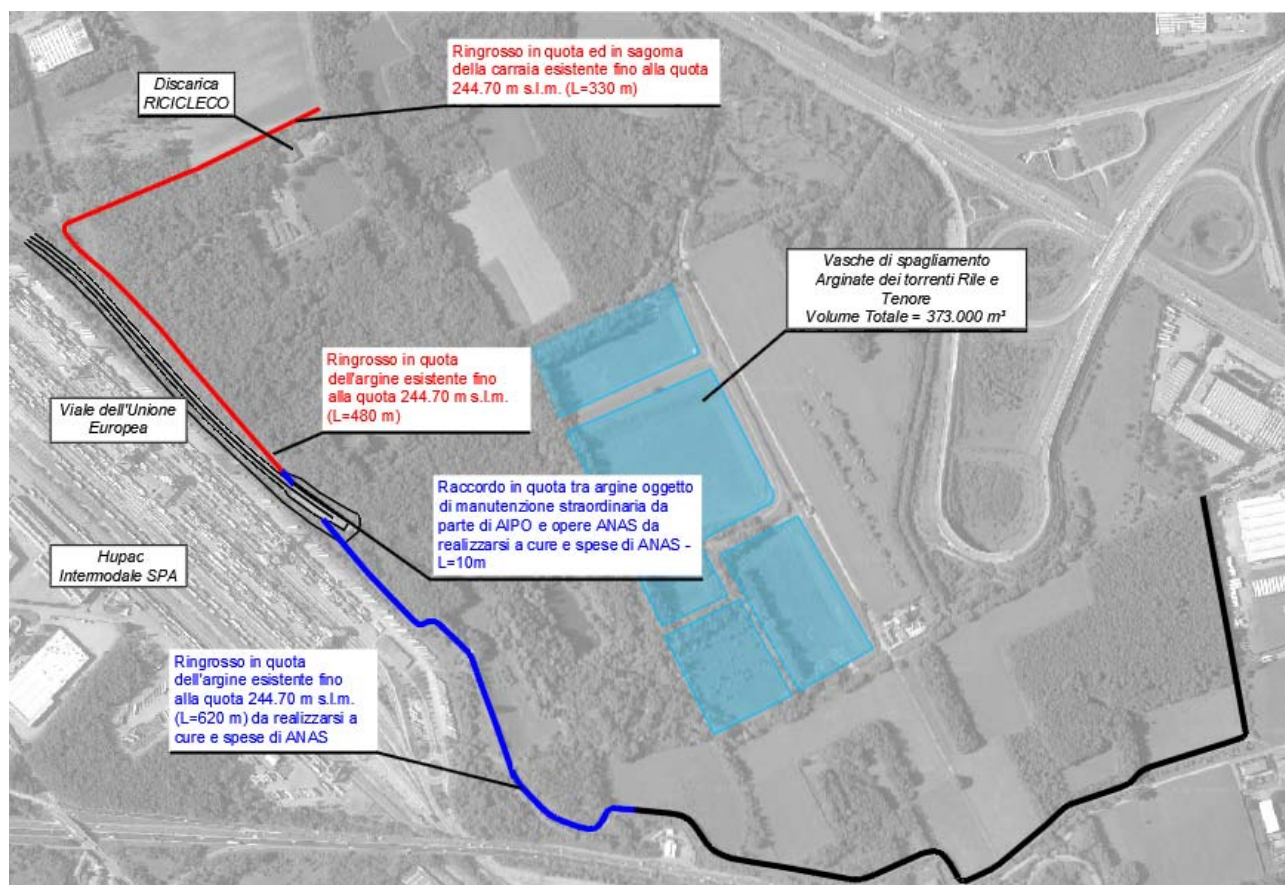 Ringrosso in quota ed in sagoma
della carraia esistente fino alla quota
244.70 m s.l.m. (L=330 m)
Discarica
RICICLECO
Vasche di spagliamento
Arginate dei torrenti Rile e
Tenore
Volume Totale = 373.000 m³
Ringrosso in quota
dell'argine esistente fino
alla quota 244.70 m s.l.m.
(L=480 m)
Viale dell'Unione
Europea
Raccordo in quota tra argine oggetto
di manutenzione straordinaria da
parte di AIPO e opere ANAS da
realizzarsi a cure e spese di ANAS -
L=10m
Hupac
Intermodale SPA
Ringrosso in quota
dell'argine esistente fino
alla quota 244.70 m s.l.m.
(L=620 m) da realizzarsi a
cure e spese di ANAS